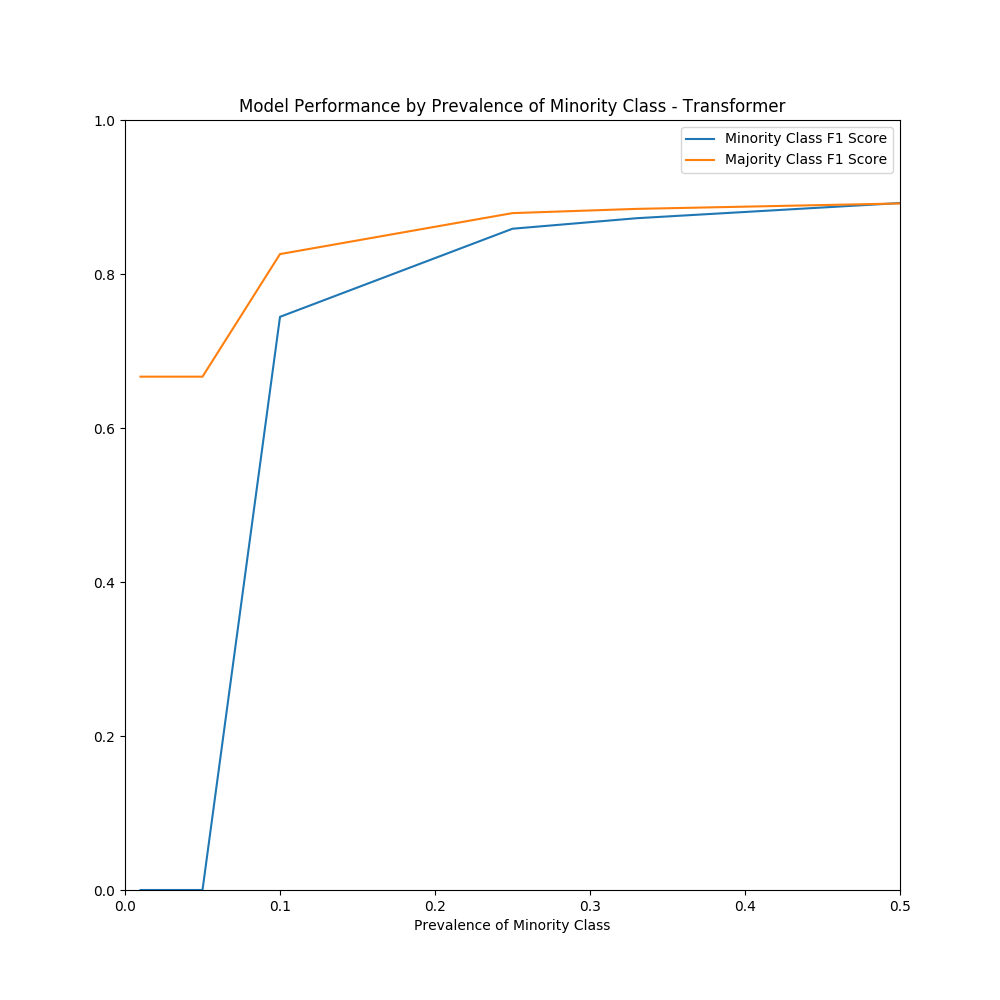 Model Performance by Prevalence of Minority Class - Transformer
Minority Class F1 Score
Majority Class F1 Score
1.0
0.8
0.6
0.4
0.2
0.0
0.0 0.1 0.2 0.3 0.4 0.5
Prevalence of Minority Class